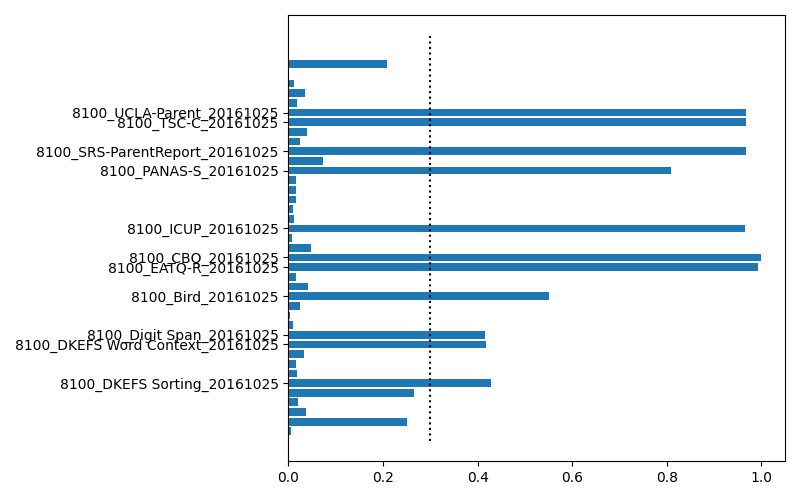 8100_UCLA-Parent_20161025
8100_TSC-C_20161025
8100_SRS-ParentReport_20161025
8100_PANAS-S_20161025
8100_ICUP_20161025
8100_CBQ_20161025
8100_EATQ-R_20161025
8100_Bird_20161025
8100_Digit Span_20161025
8100_DKEFS Word Context_20161025
8100_DKEFS Sorting_20161025
0.0 0.2 0.4 0.6 0.8 1.0